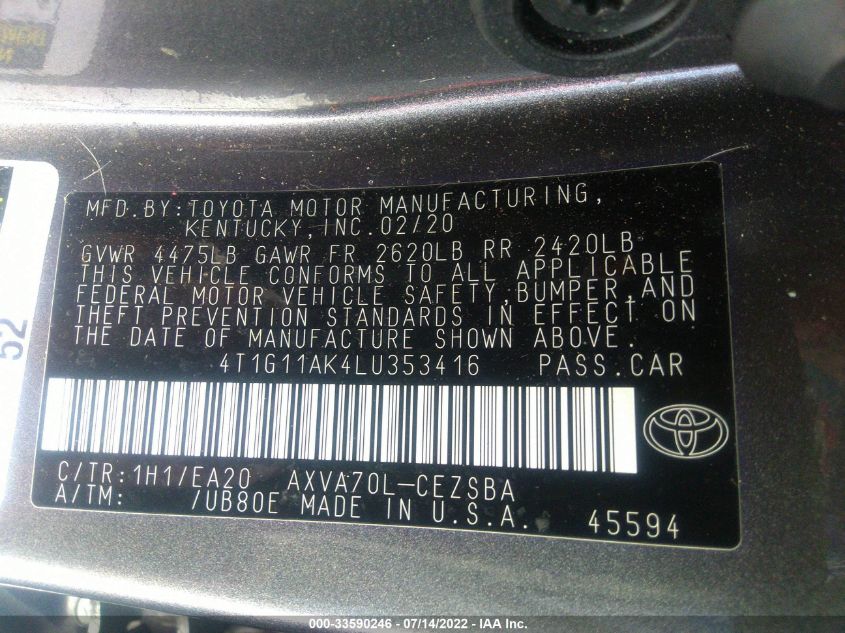 MFD.BY:TOYOTA MOTOR MANUFACTURING,
KENTUCKY,INC.02/20
GVWR 4475LB GAWR FR 2620LB RR 2420LB
THIS VEHICLE CONFORMS TO ALL APPLICABLE
FEDERAL MOTOR VEHICLE SAFETY,BUMPER,AND
THEFT PREVENTION STANDARDS IN EFFECT ON
THE DATE OF MANUFACTURE SHOWN ABOVE.
4T1G11AK4LU353416 PASS.CAR
C/TR:1H1/EA20 AXVA70L-CEZSBA
A/TM: /UB80E MADE IN U.S.A. 45594
52
000-33590246 - 07/14/2022 - IAA Inc.